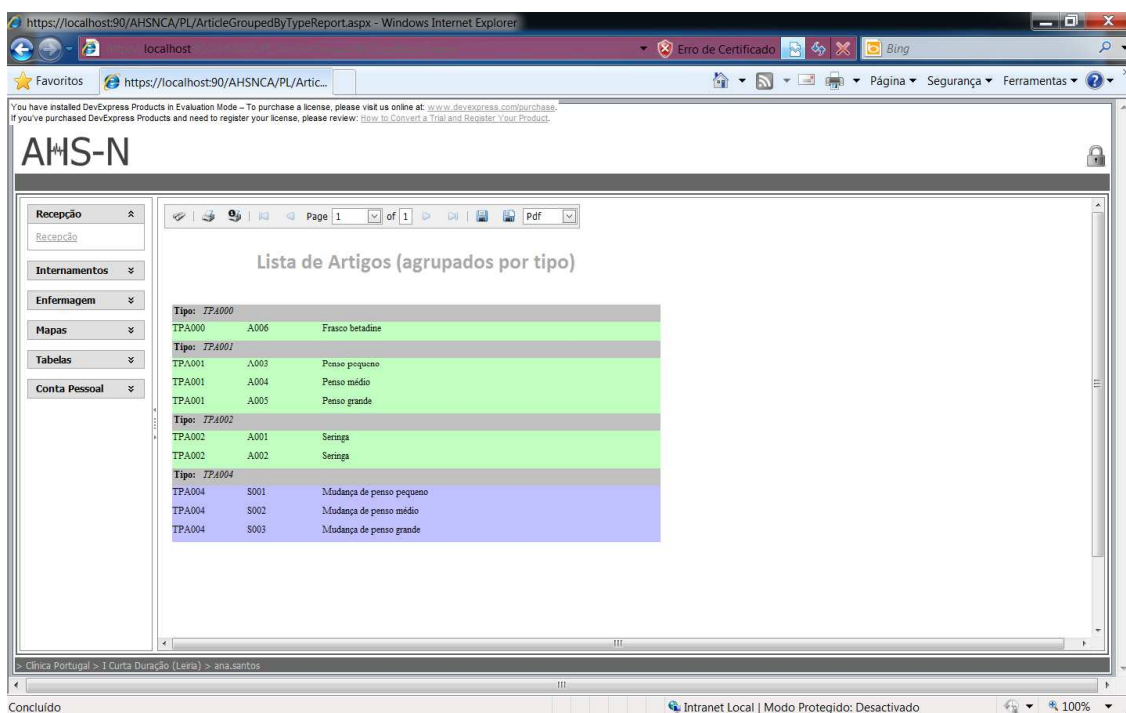 https://localhost:90/AHSNCA/PL/ArticleGroupedByTypeReport.aspx - Windows Internet Explorer
localhost
Erro de Certificado
Bing
Favoritos
https://localhost:90/AHSNCA/PL/Artic...
Página
Segurança
Ferramentas
You have installed DevExpress Products in Evaluation Mode – To purchase a license, please visit us online at: www.devexpress.com/purchase.
If you've purchased DevExpress Products and need to register your license, please review: How to Convert a Trial and Register Your Product.
AHS-N
Recepção
Recepção
Internamentos
Enfermagem
Mapas
Tabelas
Conta Pessoal
Page 1 of 1 Pdf
Lista de Artigos (agrupados por tipo)
Tipo: TPA000
TPA000 A006 Frasco betadine
Tipo: TPA001
TPA001 A003 Penso pequeno
TPA001 A004 Penso médio
TPA001 A005 Penso grande
Tipo: TPA002
TPA002 A001 Seringa
TPA002 A002 Seringa
Tipo: TPA004
TPA004 S001 Mudança de penso pequeno
TPA004 S002 Mudança de penso médio
TPA004 S003 Mudança de penso grande
> Clínica Portugal > I Curta Duração (Leiria) > ana.santos
Concluído
Intranet Local | Modo Protegido: Desactivado
100%